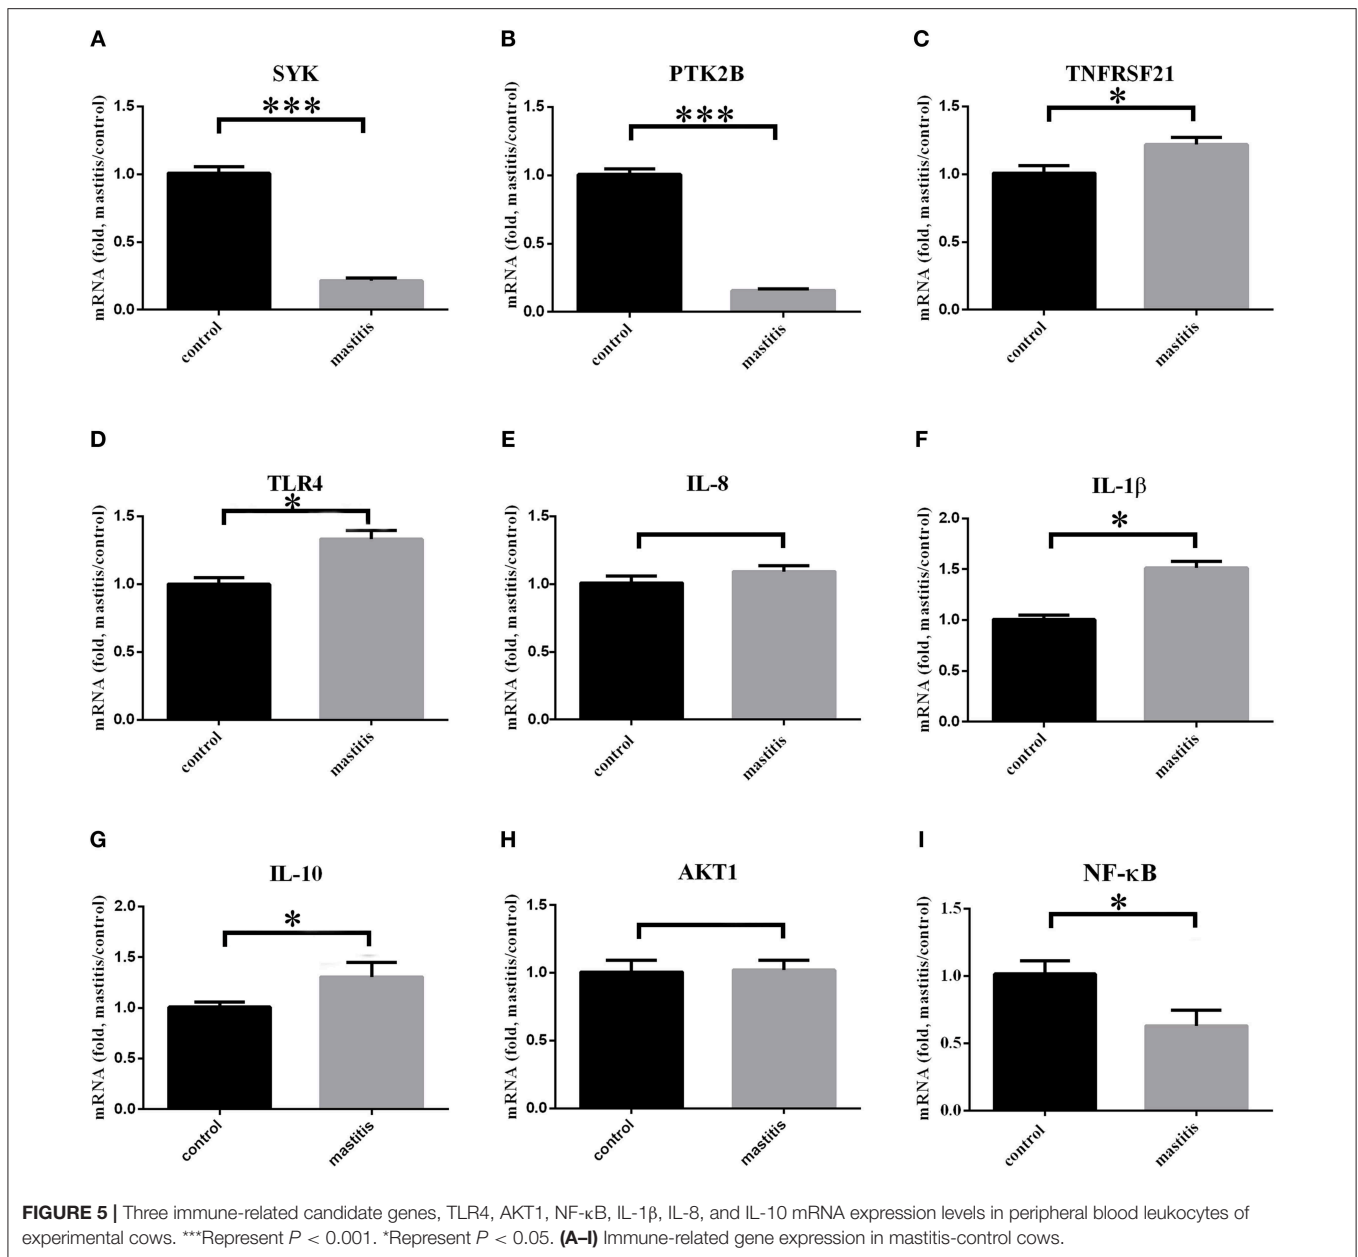 A
SYK
***
mRNA (fold, mastitis/control)
1.5
1.0
0.5
0.0
control
mastitis
B
PTK2B
***
mRNA (fold, mastitis/control)
1.5
1.0
0.5
0.0
control
mastitis
C
TNFRSF21
*
mRNA (fold, mastitis/control)
1.5
1.0
0.5
0.0
control
mastitis
D
TLR4
*
mRNA (fold, mastitis/control)
1.5
1.0
0.5
0.0
control
mastitis
E
IL-8
mRNA (fold, mastitis/control)
1.5
1.0
0.5
0.0
control
mastitis
F
IL-1β
*
mRNA (fold, mastitis/control)
2.0
1.5
1.0
0.5
0.0
control
mastitis
G
IL-10
*
mRNA (fold, mastitis/control)
2.0
1.5
1.0
0.5
0.0
control
mastitis
H
AKT1
mRNA (fold, mastitis/control)
1.5
1.0
0.5
0.0
control
mastitis
I
NF-κB
*
mRNA (fold, mastitis/control)
1.5
1.0
0.5
0.0
control
mastitis
FIGURE 5 | Three immune-related candidate genes, TLR4, AKT1, NF-κB, IL-1β, IL-8, and IL-10 mRNA expression levels in peripheral blood leukocytes of
experimental cows. ***Represent P < 0.001. *Represent P < 0.05. (A–I) Immune-related gene expression in mastitis-control cows.